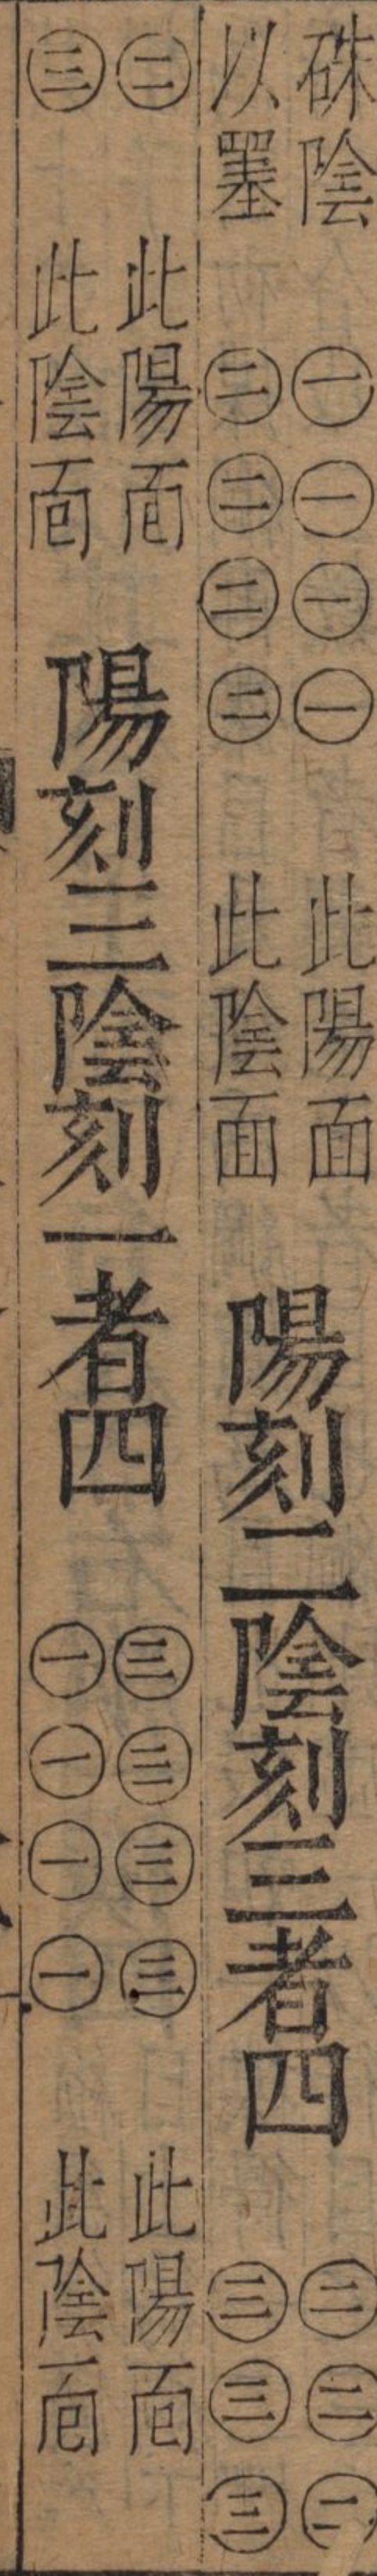 硃陰 ㊀㊀㊀㊀ 此陽面
以墨 ㊁㊁㊁㊁ 此陰面
陽刻二陰刻三者四
㊁㊁㊁
㊂㊂㊂
㊁ 此陽面
㊂ 此陰面
陽刻三陰刻一者四
㊂㊂㊂㊂ 此陽面
㊀㊀㊀㊀ 此陰面